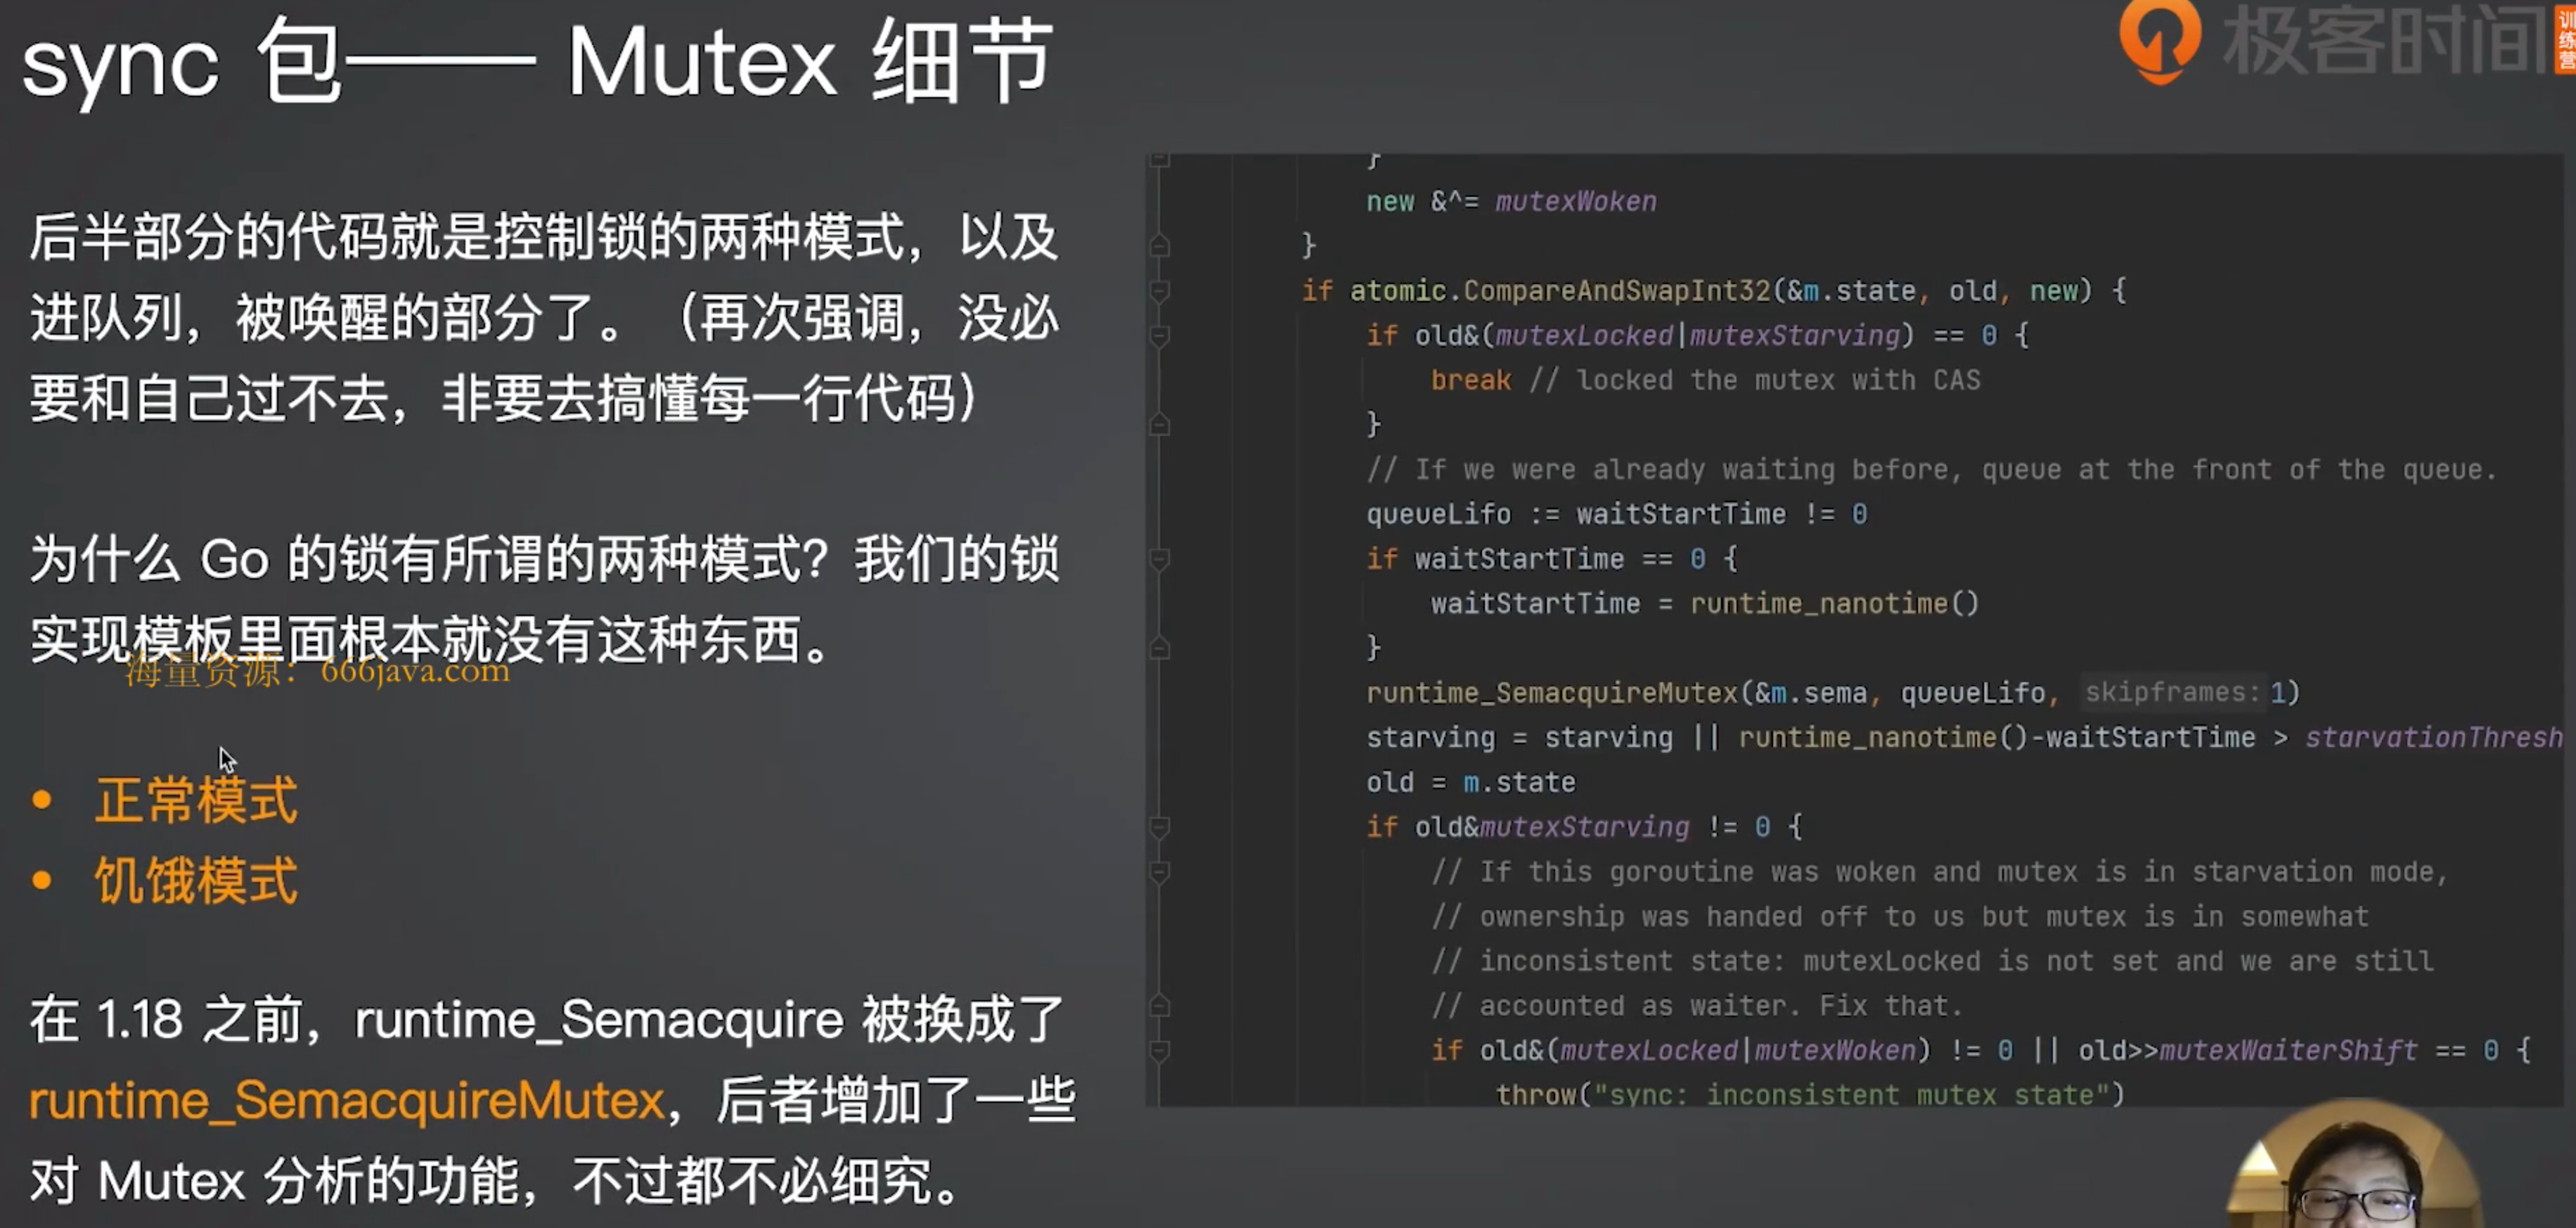 sync 包—— Mutex 细节
极客时间
训练营
后半部分的代码就是控制锁的两种模式，以及
进队列，被唤醒的部分了。（再次强调，没必
要和自己过不去，非要去搞懂每一行代码）
为什么 Go 的锁有所谓的两种模式？我们的锁
实现模板里面根本就没有这种东西。
海量资源：666java.com
• 正常模式
• 饥饿模式
在 1.18 之前，runtime_Semacquire 被换成了
runtime_SemacquireMutex，后者增加了一些
对 Mutex 分析的功能，不过都不必细究。
}
new &^= mutexWoken
}
if atomic.CompareAndSwapInt32(&m.state, old, new) {
if old&(mutexLocked|mutexStarving) == 0 {
break // locked the mutex with CAS
}
// If we were already waiting before, queue at the front of the queue.
queueLifo := waitStartTime != 0
if waitStartTime == 0 {
waitStartTime = runtime_nanotime()
}
runtime_SemacquireMutex(&m.sema, queueLifo, skipframes: 1)
starving = starving || runtime_nanotime()-waitStartTime > starvationThresh
old = m.state
if old&mutexStarving != 0 {
// If this goroutine was woken and mutex is in starvation mode,
// ownership was handed off to us but mutex is in somewhat
// inconsistent state: mutexLocked is not set and we are still
// accounted as waiter. Fix that.
if old&(mutexLocked|mutexWoken) != 0 || old>>mutexWaiterShift == 0 {
throw("sync: inconsistent mutex state")